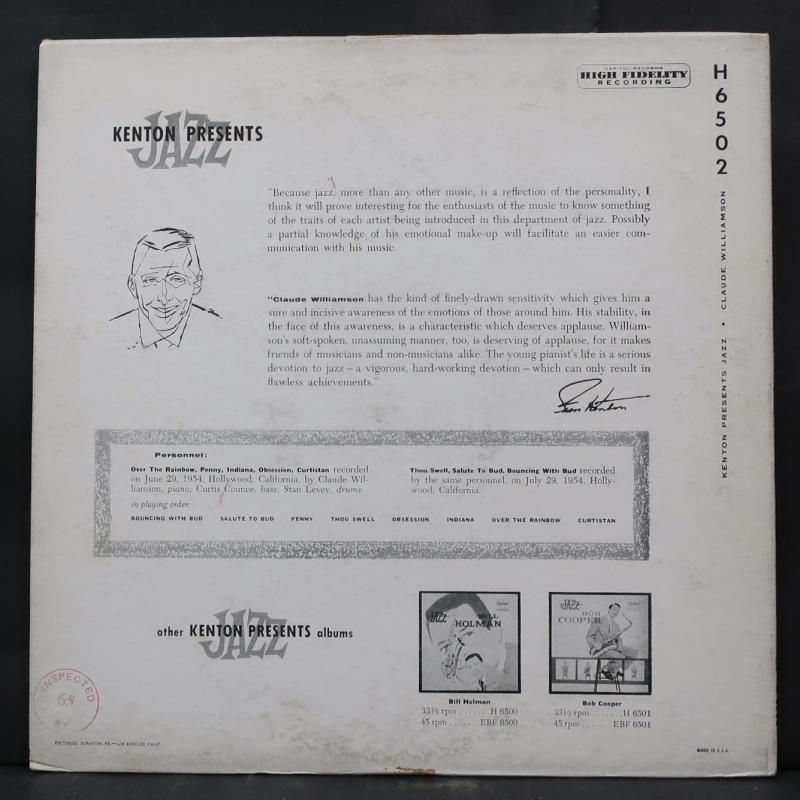 CAPITOL RECORDS
HIGH FIDELITY
RECORDING
H6502
KENTON PRESENTS JAZZ • CLAUDE WILLIAMSON
KENTON PRESENTS
JAZZ
"Because jazz, more than any other music, is a reflection of the personality, I
think it will prove interesting for the enthusiasts of the music to know something
of the traits of each artist being introduced in this department of jazz. Possibly
a partial knowledge of his emotional make-up will facilitate an easier com-
munication with his music.
"Claude Williamson has the kind of finely-drawn sensitivity which gives him a
sure and incisive awareness of the emotions of those around him. His stability, in
the face of this awareness, is a characteristic which deserves applause. William-
son's soft-spoken, unassuming manner, too, is deserving of applause, for it makes
friends of musicians and non-musicians alike. The young pianist's life is a serious
devotion to jazz — a vigorous, hard-working devotion — which can only result in
flawless achievements."
Stan Kenton
Personnel:
Over The Rainbow, Penny, Indiana, Obsession, Curtistan recorded
on June 29, 1954, Hollywood, California, by Claude Wil-
liamson, piano; Curtis Counce, bass, Stan Levey, drums.
in playing order.
Thou Swell, Salute To Bud, Bouncing With Bud recorded
by the same personnel, on July 29, 1954, Holly-
wood, California.
BOUNCING WITH BUD SALUTE TO BUD PENNY THOU SWELL OBSESSION INDIANA OVER THE RAINBOW CURTISTAN
other KENTON PRESENTS albums
JAZZ
JAZZ
BILL
HOLMAN
Bill Holman
33⅓ rpm . . . . . . . H 6500
45 rpm . . . . . . . EBF 6500
JAZZ
BOB
COOPER
Bob Cooper
33⅓ rpm . . . . . . . H 6501
45 rpm . . . . . . . EBF 6501
INSPECTED
65
BY
FACTORIES: SCRANTON, PA.—LOS ANGELES, CALIF.
MADE IN U.S.A.